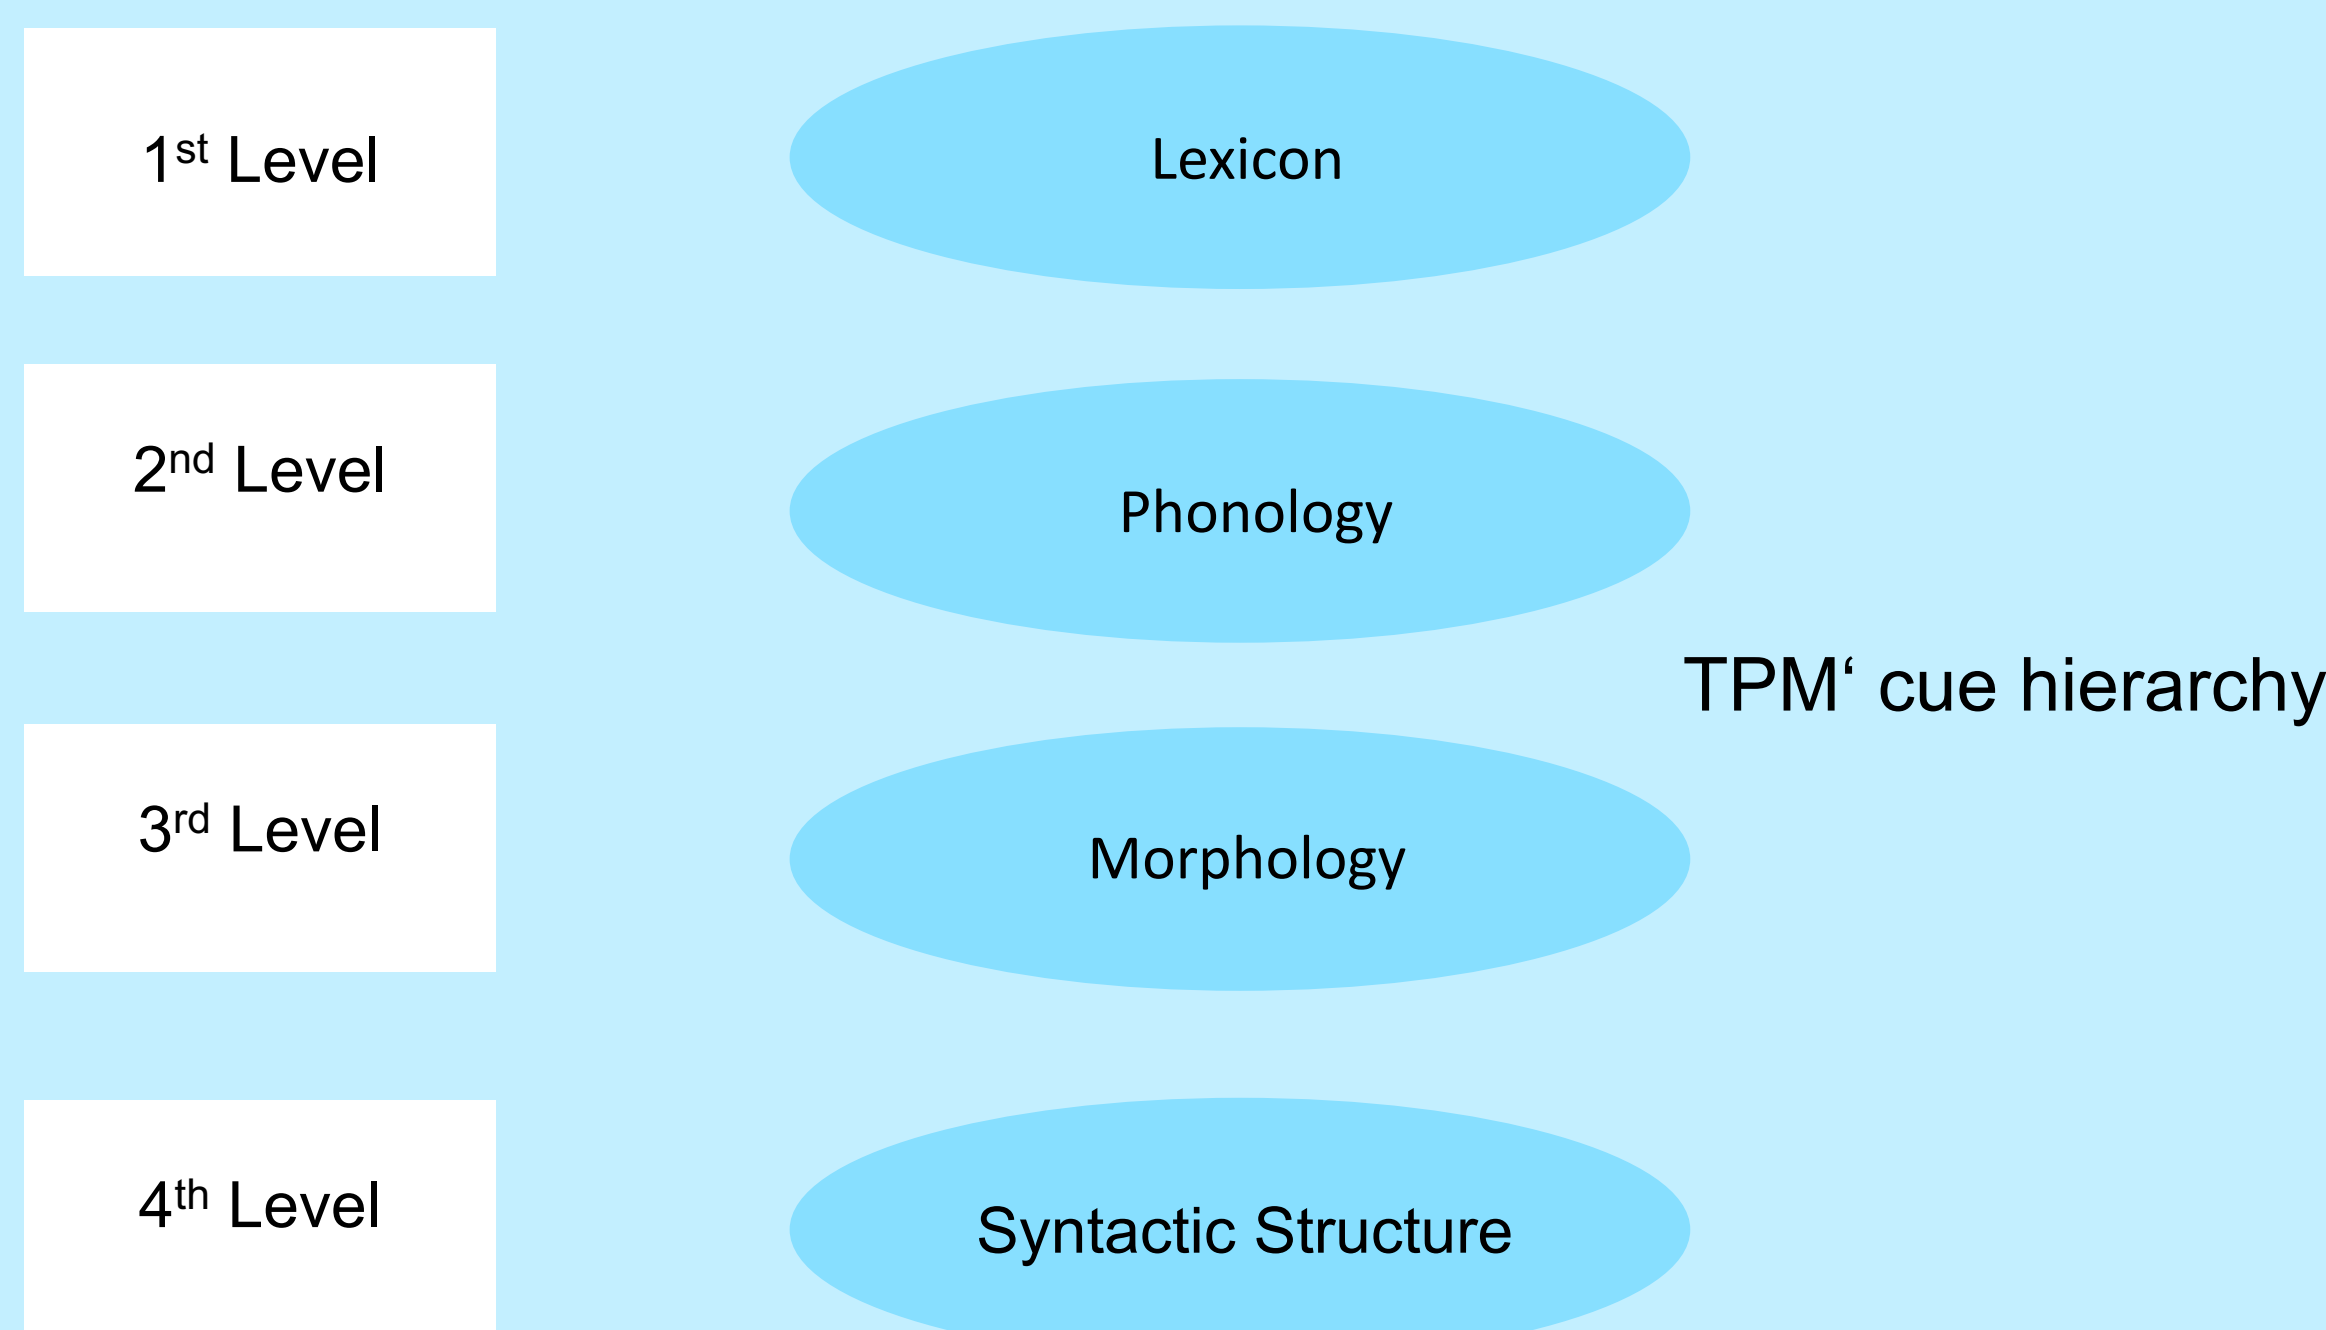 1st Level
Lexicon
2nd Level
Phonology
TPM‘ cue hierarchy
3rd Level
Morphology
4th Level
Syntactic Structure